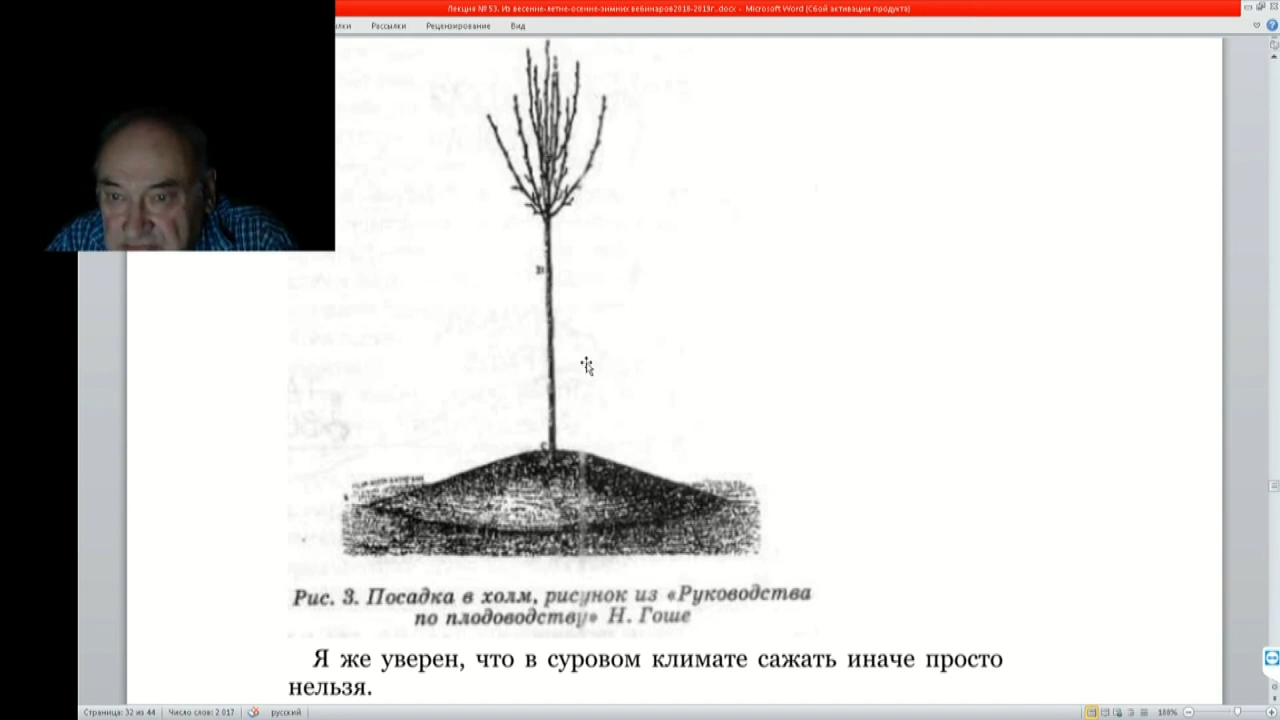 Лекция № 53. Из весенне-летне-осенне-зимних вебинаров2018-2019г..docx - Microsoft Word (Сбой активации продукта)
Рассылки Рецензирование Вид
Рис. 3. Посадка в холм, рисунок из «Руководства
по плодоводству» Н. Гоше
Я же уверен, что в суровом климате сажать иначе просто
нельзя.
Страница: 32 из 44 Число слов: 2 017 русский 188%